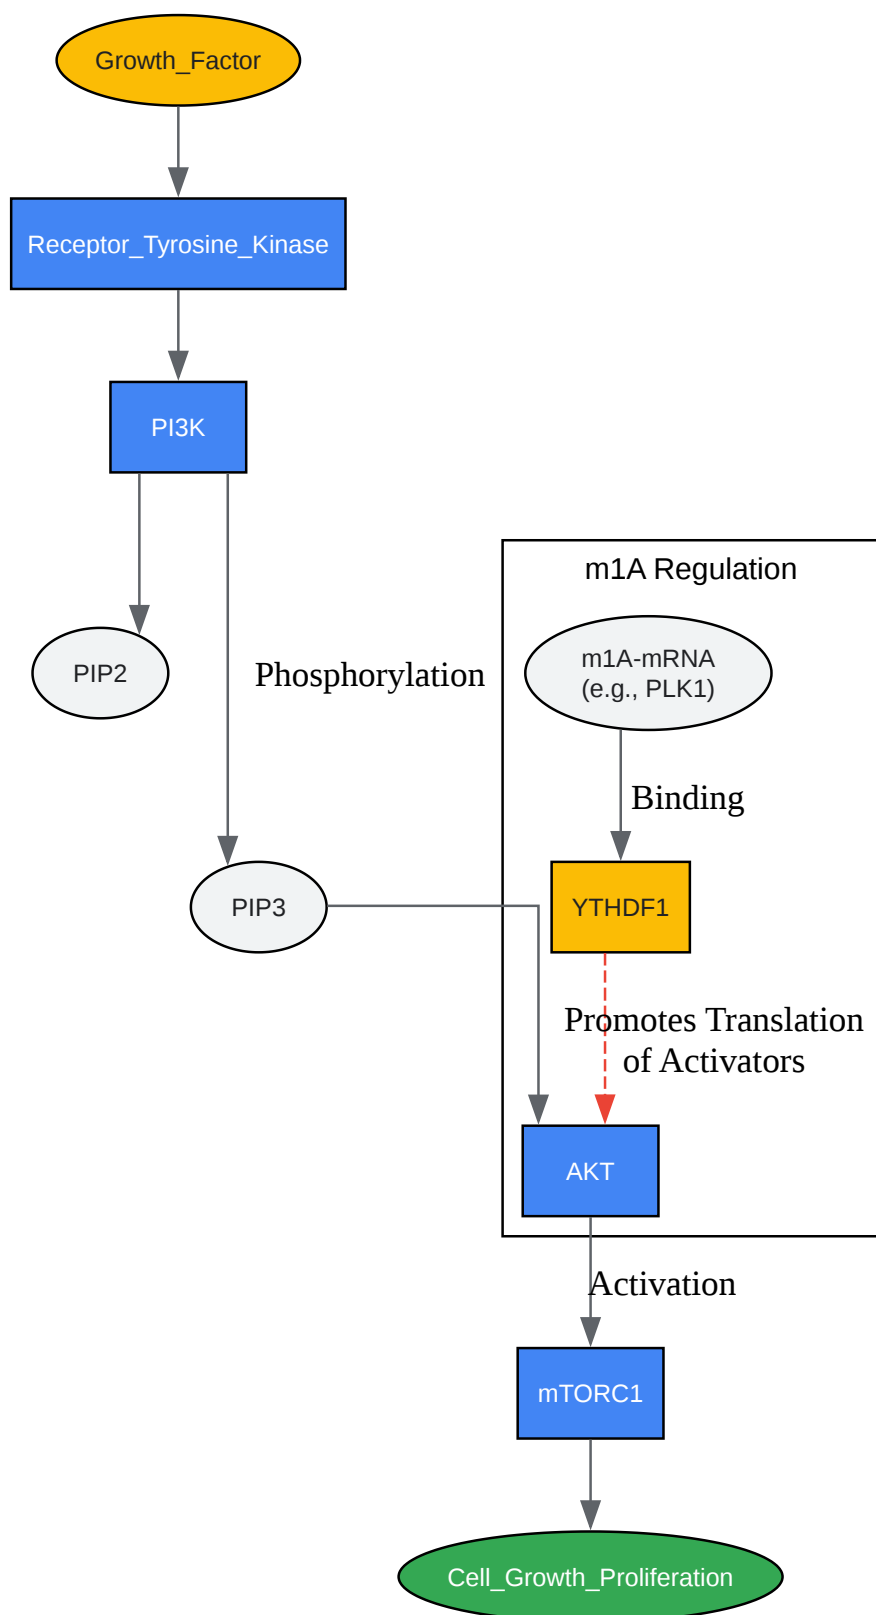 Growth_Factor
Receptor_Tyrosine_Kinase
PI3K
m1A Regulation
PIP2
Phosphorylation
m1A-mRNA
(e.g., PLK1)
Binding
PIP3
YTHDF1
Promotes Translation
of Activators
AKT
Activation
mTORC1
Cell_Growth_Proliferation